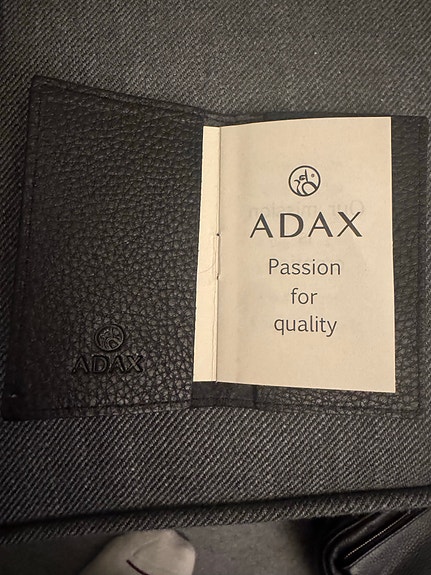 ADAX
ADAX
Passion
for
quality